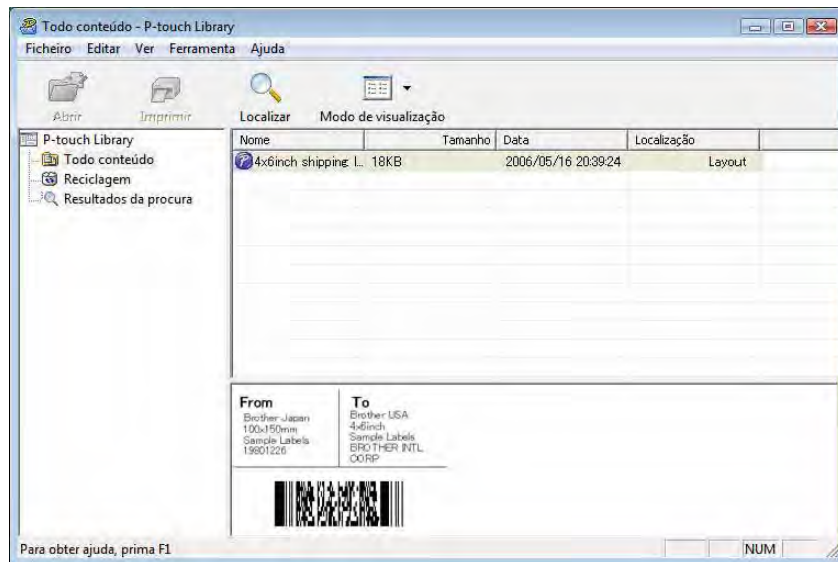 Todo conteúdo - P-touch Library
Ficheiro Editar Ver Ferramenta Ajuda
Abrir Imprimir Localizar Modo de visualização
P-touch Library
Todo conteúdo
Reciclagem
Resultados da procura
Nome Tamanho Data Localização
4x6inch shipping l... 18KB 2006/05/16 20:39:24 Layout
From To
Brother Japan Brother USA
100x150mm 4x6inch
Sample Labels Sample Labels
19801226 BROTHER INTL
CORP
Para obter ajuda, prima F1 NUM